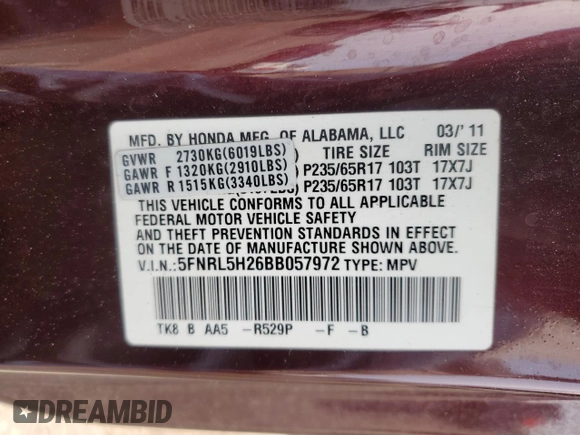 MFD. BY HONDA MFG. OF ALABAMA, LLC 03/'11
GVWR 2730KG(6019LBS) TIRE SIZE RIM SIZE
GAWR F 1320KG(2910LBS) P235/65R17 103T 17X7J
GAWR R 1515KG(3340LBS) P235/65R17 103T 17X7J
THIS VEHICLE CONFORMS TO ALL APPLICABLE
FEDERAL MOTOR VEHICLE SAFETY
AND THEFT PREVENTION STANDARDS IN EFFECT
ON THE DATE OF MANUFACTURE SHOWN ABOVE.
V.I.N.:5FNRL5H26BB057972 TYPE: MPV
TK8 B AA5 -R529P -F -B
DREAMBID